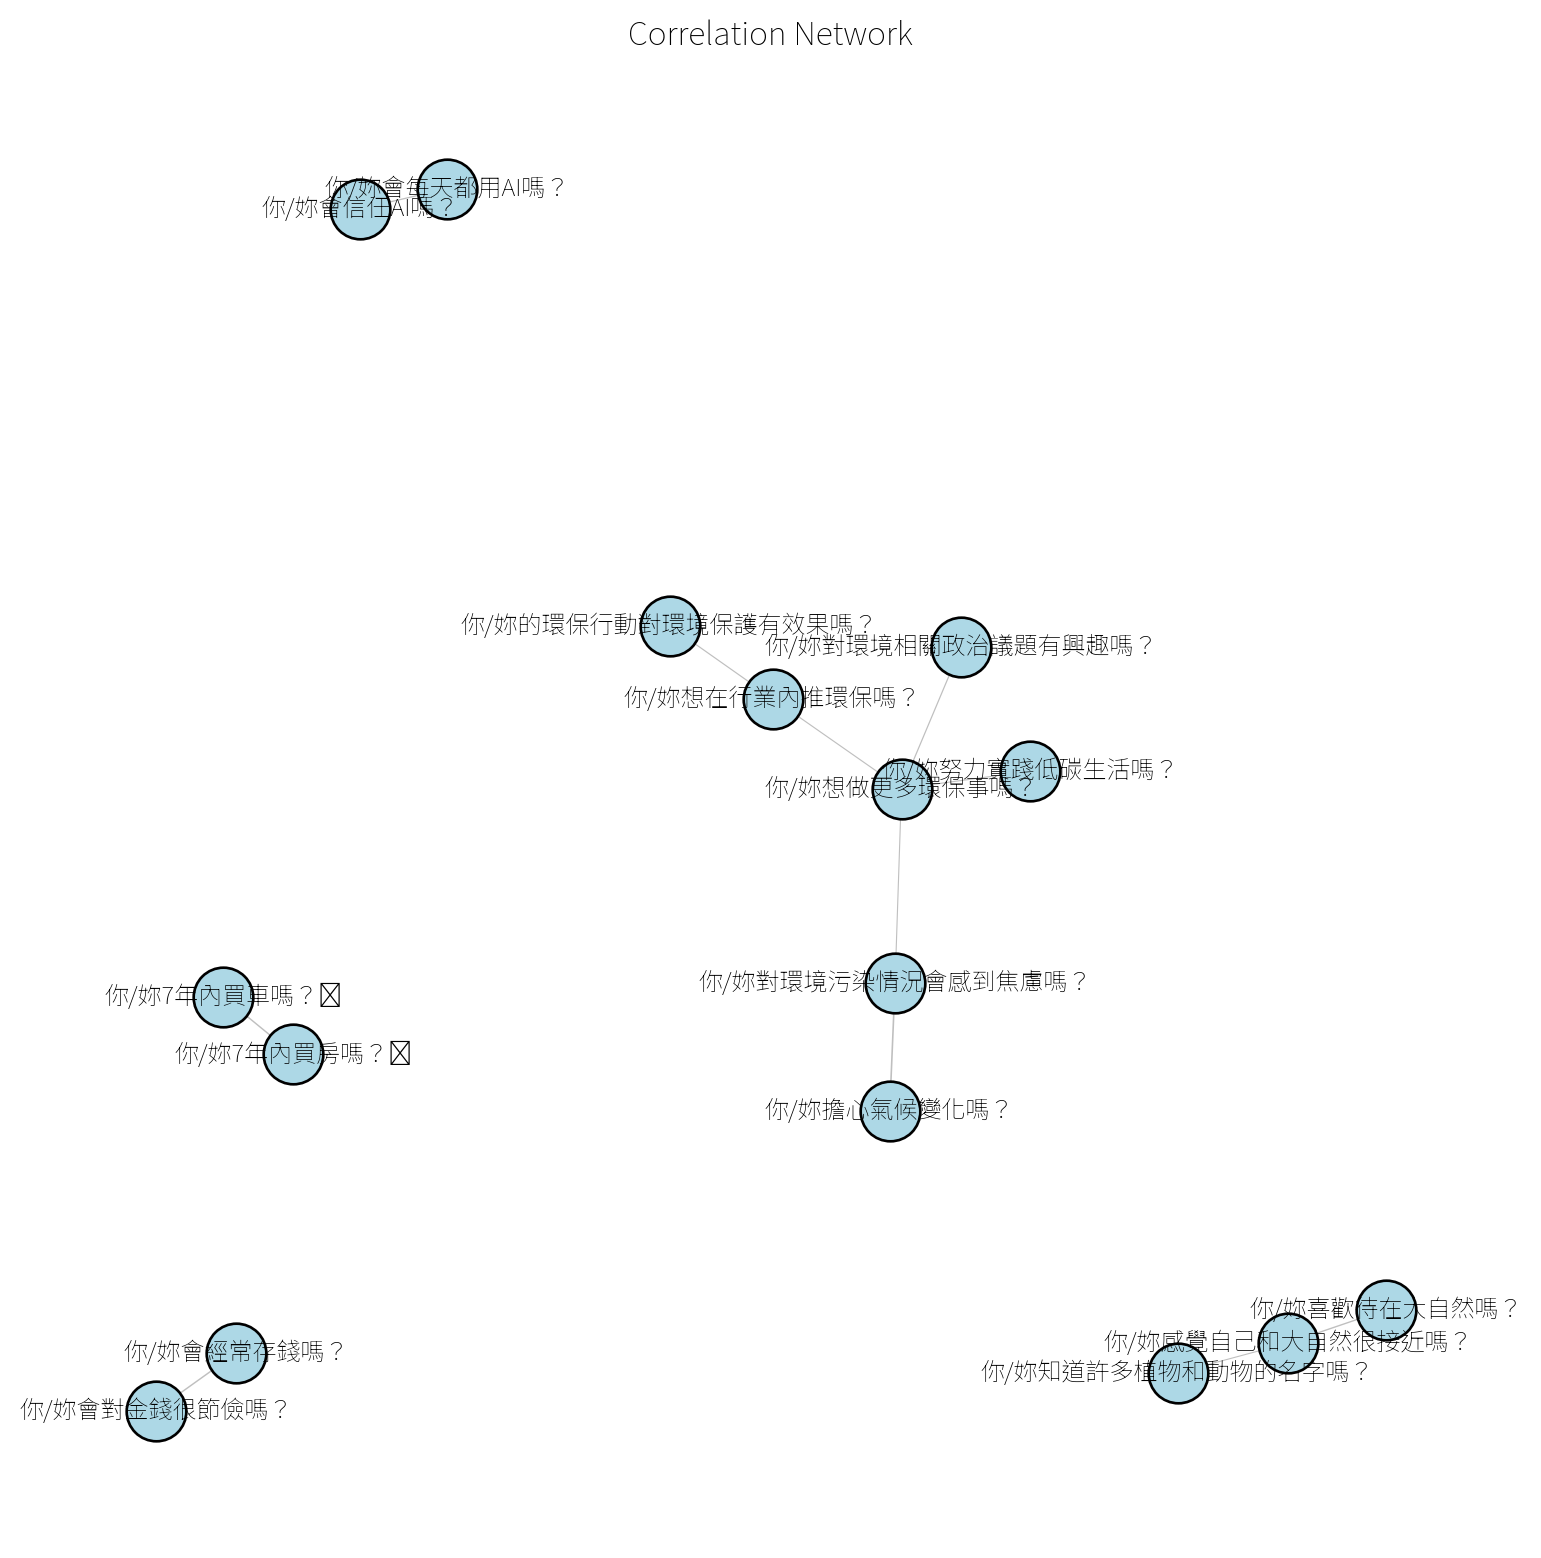 Correlation Network
你/妳會每天都用AI嗎？
你/妳會信任AI嗎？
你/妳的環保行動對環境保護有效果嗎？
你/妳對環境相關政治議題有興趣嗎？
你/妳想在行業內推環保嗎？
你/妳努力實踐低碳生活嗎？
你/妳想做更多環保事嗎？
你/妳對環境污染情況會感到焦慮嗎？
你/妳7年內買車嗎？
你/妳7年內買房嗎？
你/妳擔心氣候變化嗎？
你/妳喜歡待在大自然嗎？
你/妳感覺自己和大自然很接近嗎？
你/妳會經常存錢嗎？
你/妳知道許多植物和動物的名字嗎？
你/妳會對金錢很節儉嗎？